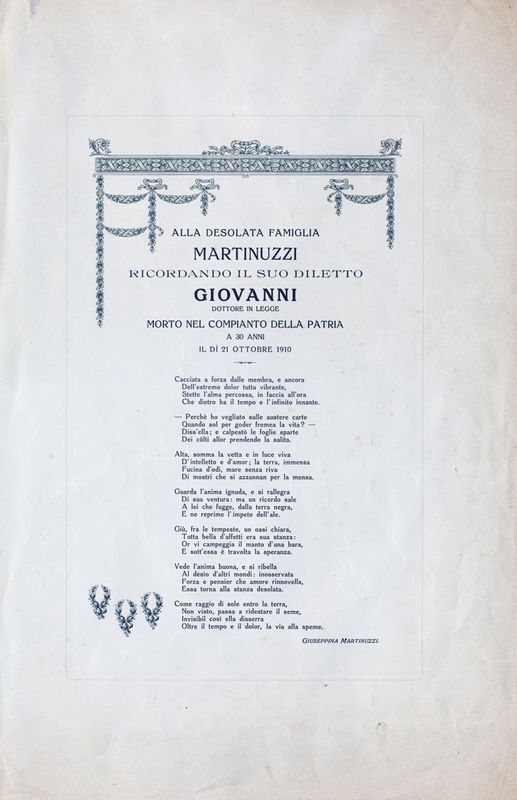 ALLA DESOLATA FAMIGLIA
MARTINUZZI
RICORDANDO IL SUO DILETTO
GIOVANNI
DOTTORE IN LEGGE
MORTO NEL COMPIANTO DELLA PATRIA
A 30 ANNI
IL DÌ 21 OTTOBRE 1910
Cacciata a forza dalle membra, e ancora
Dell'estremo dolor tutta vibrante,
Stette l'alma percossa, in faccia all'ora
Che dietro ha il tempo e l'infinito innante.
— Perchè ho vegliato sulle austere carte
Quando sol per goder fremea la vita? —
Diss'ella; e calpestò le foglie sparte
Dei côlti allor prendendo la salita.
Alta, somma la vetta e in luce viva
D'intelletto e d'amor; la terra, immensa
Fucina d'odî, mare senza riva
Di mostri che si azzannan per la mensa.
Guarda l'anima ignuda, e si rallegra
Di sua ventura: ma un ricordo sale
A lei che fugge, dalla terra negra,
E ne reprime l'impeto dell'ale.
Giù, fra le tempeste, un oasi chiara,
Tutta bella d'affetti era sua stanza:
Or vi campeggia il manto d'una bara,
E sott'essa è travolta la speranza.
Vede l'anima buona, e si ribella
Al desio d'altri mondi: inosservata
Forza e pensier che amore rinnovella,
Essa torna alla stanza desolata.
Come raggio di sole entro la terra,
Non visto, passa a ridestare il seme,
Invisibil così ella disserra
Oltre il tempo e il dolor, la via alla speme.
GIUSEPPINA MARTINUZZI.